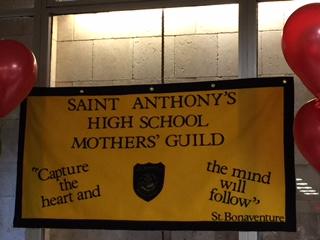 SAINT ANTHONY'S
HIGH SCHOOL
MOTHERS' GUILD
"Capture
the
heart and
the mind
will
follow"
St. Bonaventure